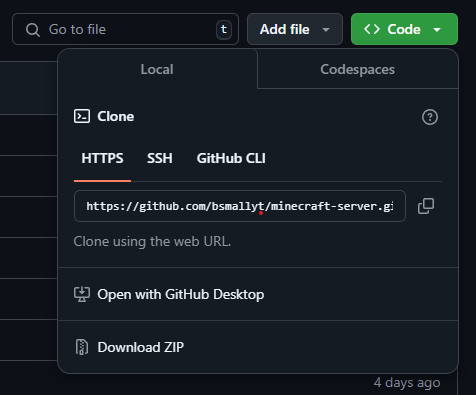 Go to file t Add file <> Code
Local Codespaces
Clone
HTTPS SSH GitHub CLI
https://github.com/bsmallyt/minecraft-server.gi
Clone using the web URL.
Open with GitHub Desktop
Download ZIP
4 days ago